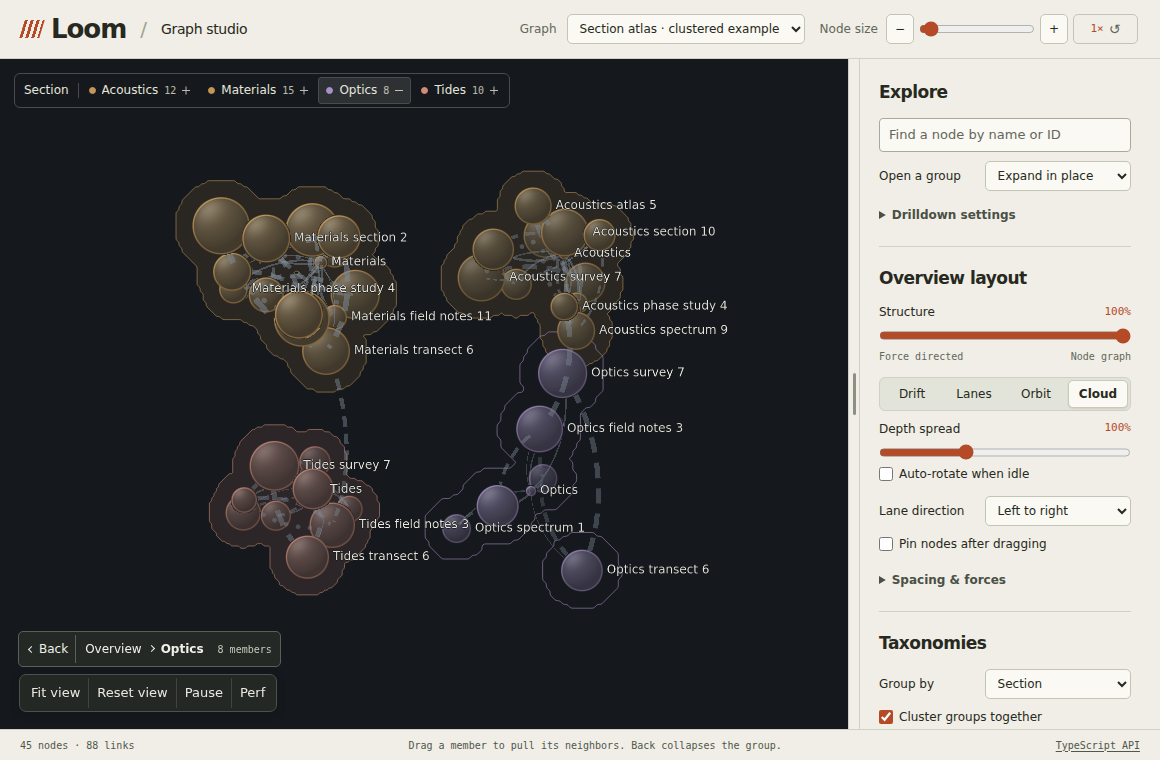 Loom / Graph studio
Graph Section atlas · clustered example Node size − + 1× ↺
Section Acoustics 12 + Materials 15 + Optics 8 − Tides 10 +
Acoustics atlas 5
Materials section 2
Acoustics section 10
Acoustics
Materials
Acoustics survey 7
Materials phase study 4
Acoustics phase study 4
Materials field notes 11
Acoustics spectrum 9
Materials transect 6
Optics survey 7
Optics field notes 3
Tides survey 7
Tides
Optics
Tides field notes 3
Optics spectrum 1
Tides transect 6
Optics transect 6
‹ Back Overview › Optics 8 members
Fit view Reset view Pause Perf
Explore
Find a node by name or ID
Open a group Expand in place
Drilldown settings
Overview layout
Structure 100%
Force directed Node graph
Drift Lanes Orbit Cloud
Depth spread 100%
Auto-rotate when idle
Lane direction Left to right
Pin nodes after dragging
Spacing & forces
Taxonomies
Group by Section
Cluster groups together
45 nodes · 88 links
Drag a member to pull its neighbors. Back collapses the group.
TypeScript API